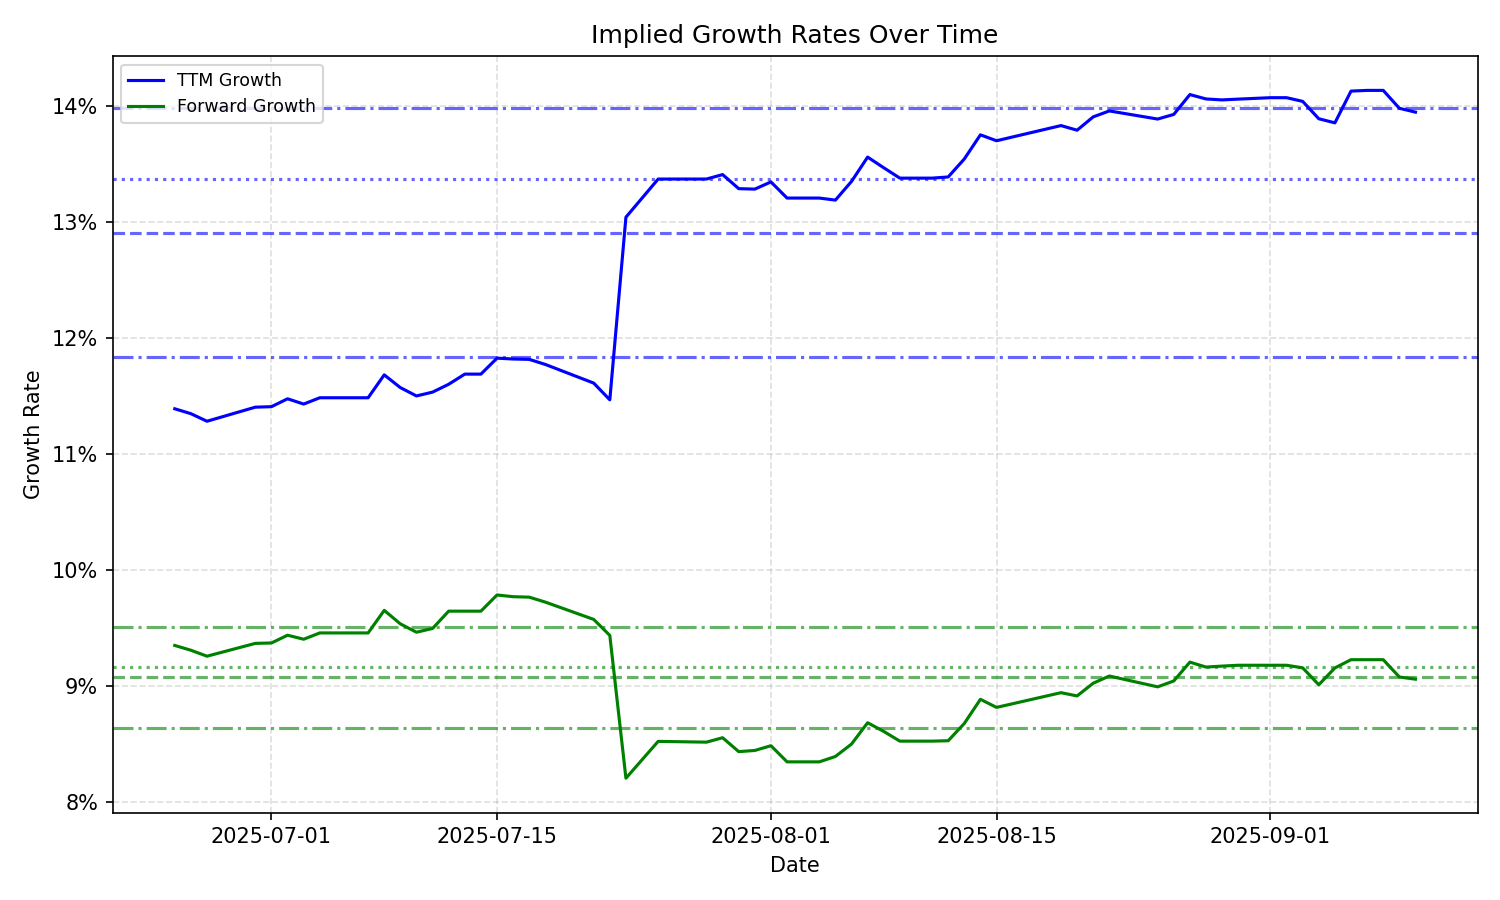 Implied Growth Rates Over Time
TTM Growth
Forward Growth
14%
13%
12%
11%
10%
9%
8%
Growth Rate
2025-07-01
2025-07-15
2025-08-01
2025-08-15
2025-09-01
Date